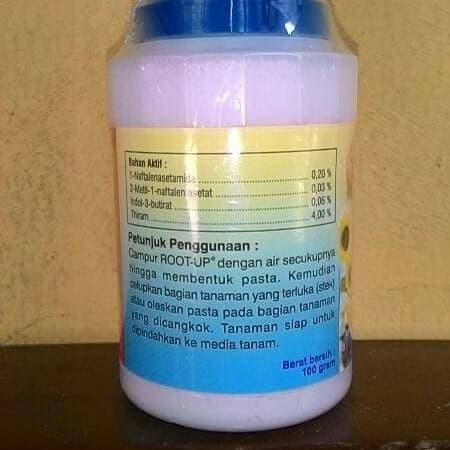 Bahan Aktif :
1-Naftalenasetamida ........ 0,20 %
2-Metil-1-naftalen asetat ........ 0,03 %
Indol-3-butirat ........ 0,06 %
Thiram ........ 4,00 %
Petunjuk Penggunaan :
Campur ROOT-UP® dengan air secukupnya
hingga membentuk pasta. Kemudian
celupkan bagian tanaman yang terluka (stek)
atau oleskan pasta pada bagian tanaman
yang dicangkok. Tanaman siap untuk
dipindahkan ke media tanam.
Berat bersih :
100 gram